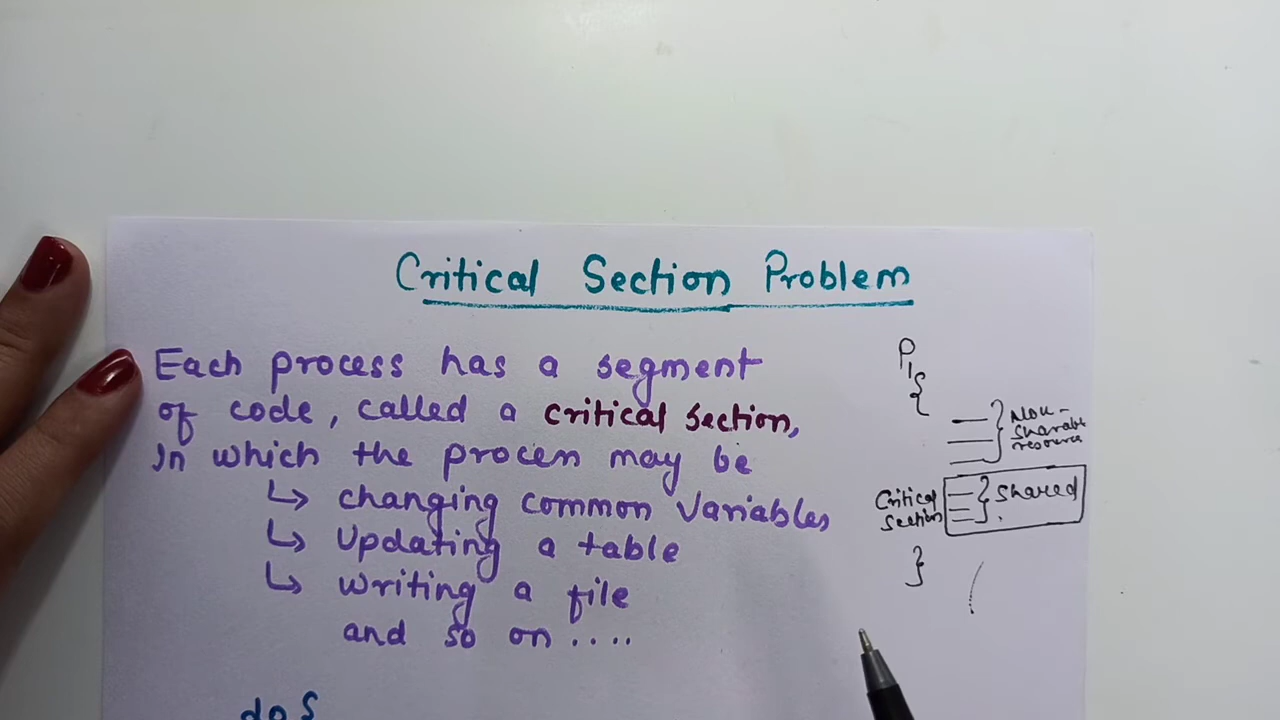 Critical Section Problem
Each process has a segment
of code, called a critical section,
In which the process may be
↳ changing common variables
↳ Updating a table
↳ writing a file
and so on ....
do {
P1
{
Non-
sharable
resource
Critical
section
} shared
}